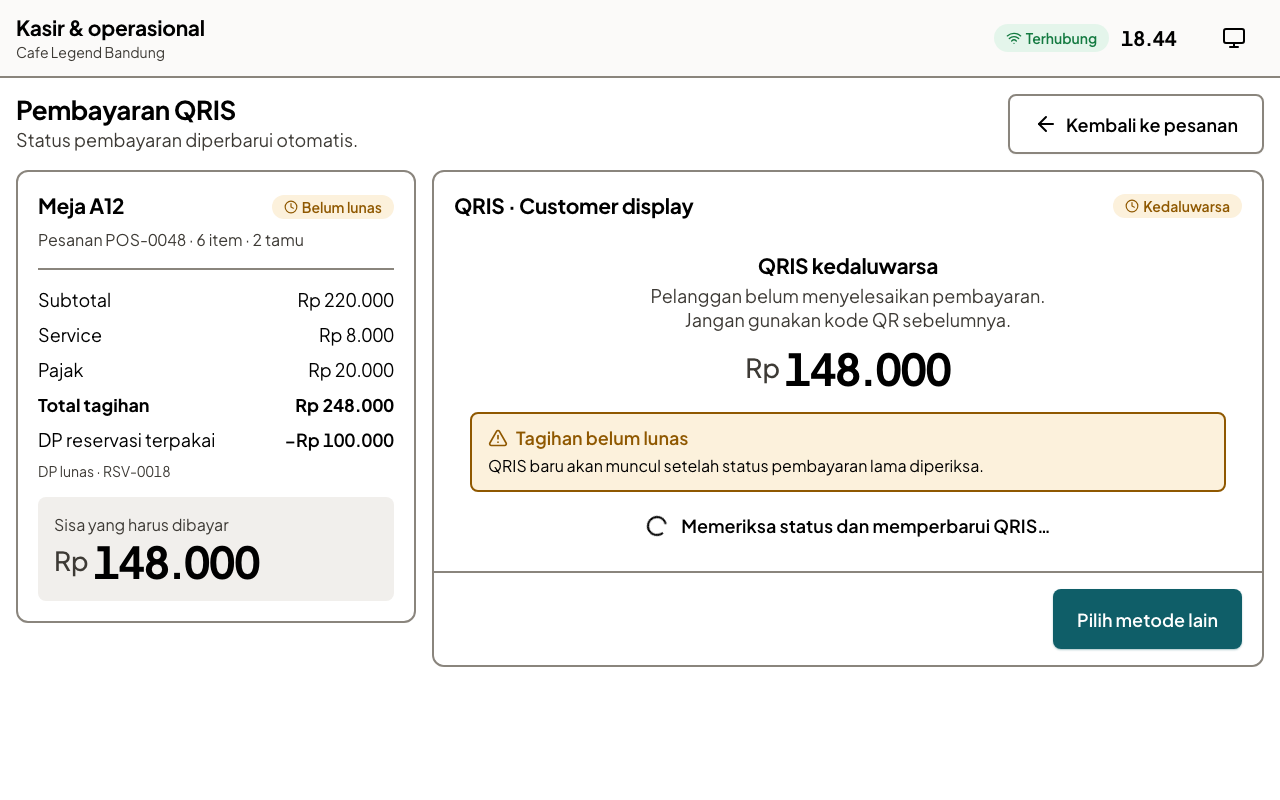 Kasir & operasional
Cafe Legend Bandung
Terhubung
18.44
Pembayaran QRIS
Status pembayaran diperbarui otomatis.
Kembali ke pesanan
Meja A12
Belum lunas
Pesanan POS-0048 · 6 item · 2 tamu
Subtotal Rp 220.000
Service Rp 8.000
Pajak Rp 20.000
Total tagihan Rp 248.000
DP reservasi terpakai –Rp 100.000
DP lunas · RSV-0018
Sisa yang harus dibayar
Rp 148.000
QRIS · Customer display
Kedaluwarsa
QRIS kedaluwarsa
Pelanggan belum menyelesaikan pembayaran.
Jangan gunakan kode QR sebelumnya.
Rp 148.000
Tagihan belum lunas
QRIS baru akan muncul setelah status pembayaran lama diperiksa.
Memeriksa status dan memperbarui QRIS…
Pilih metode lain